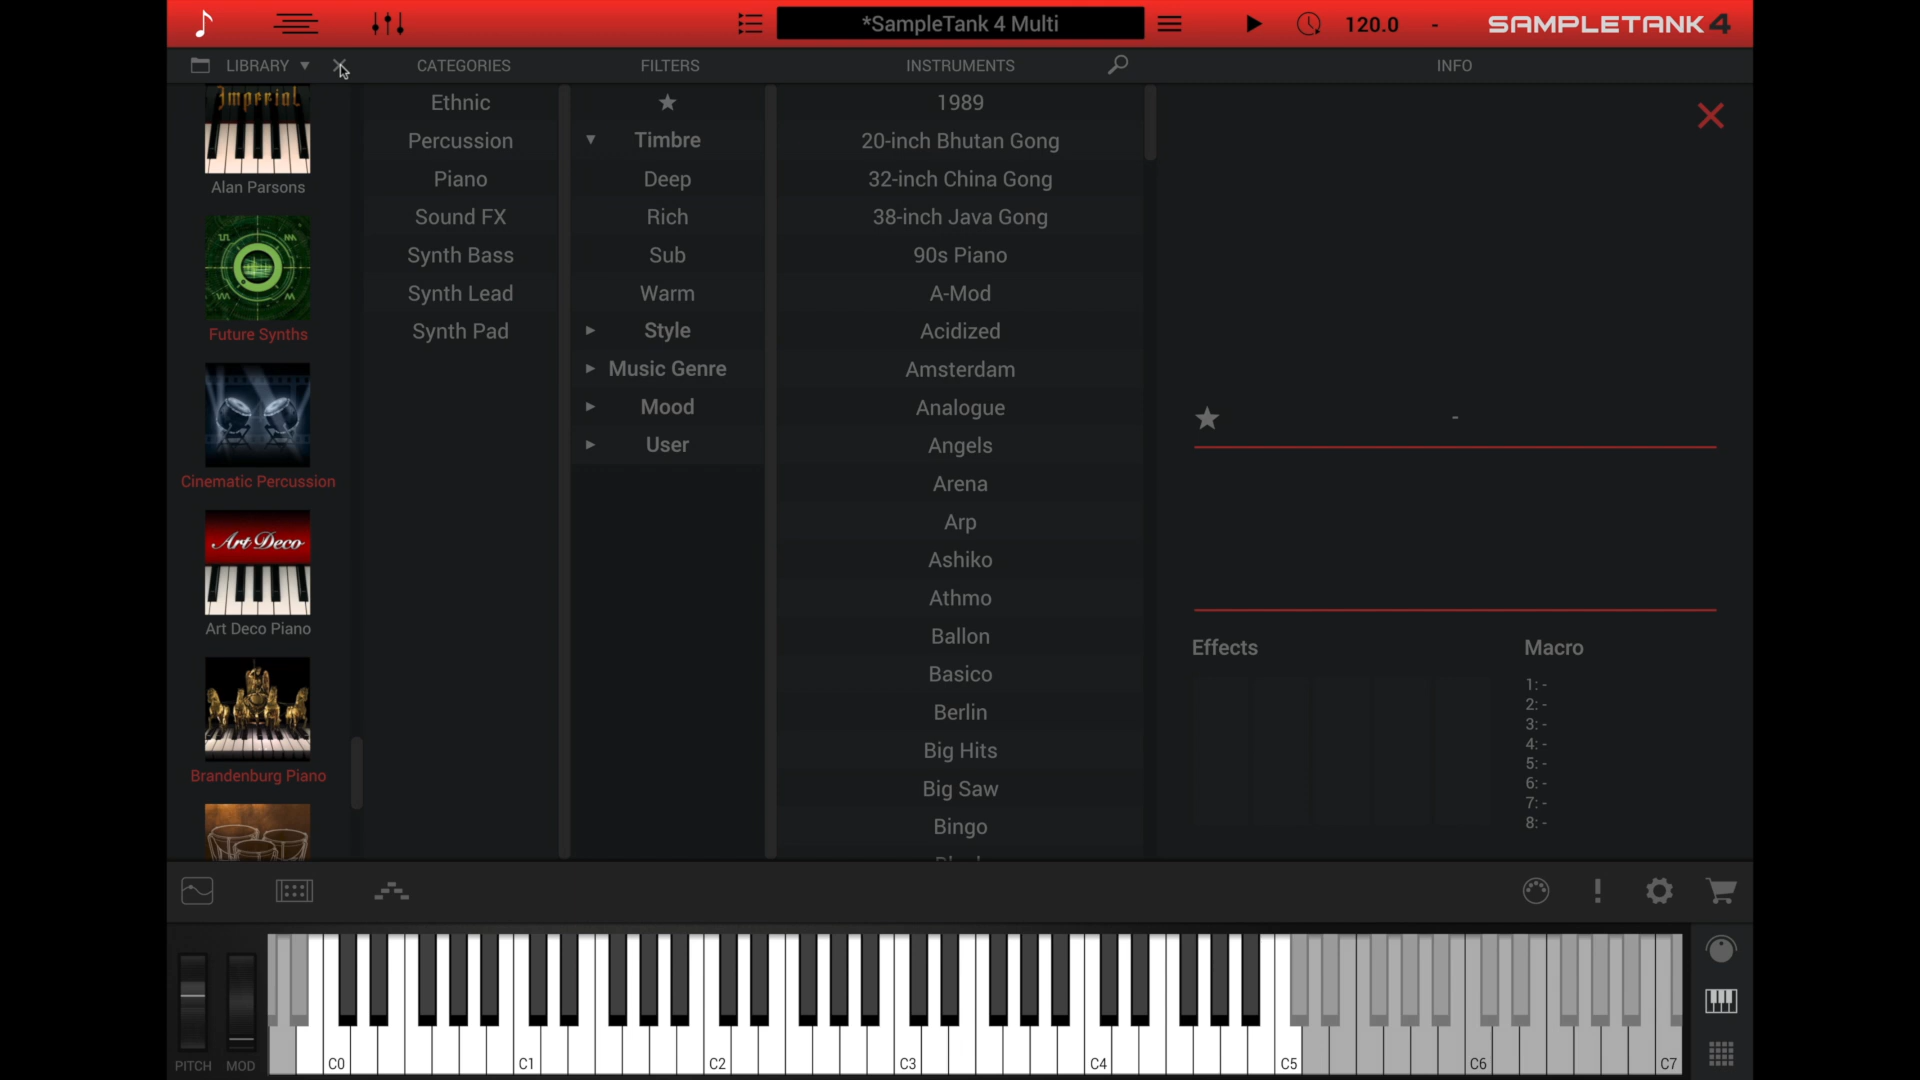 *SampleTank 4 Multi
120.0
-
SAMPLETANK 4
LIBRARY
CATEGORIES
FILTERS
INSTRUMENTS
INFO
Imperial
Alan Parsons
Future Synths
Cinematic Percussion
Art Deco
Art Deco Piano
Brandenburg Piano
Ethnic
Percussion
Piano
Sound FX
Synth Bass
Synth Lead
Synth Pad
Timbre
Deep
Rich
Sub
Warm
Style
Music Genre
Mood
User
1989
20-inch Bhutan Gong
32-inch China Gong
38-inch Java Gong
90s Piano
A-Mod
Acidized
Amsterdam
Analogue
Angels
Arena
Arp
Ashiko
Athmo
Ballon
Basico
Berlin
Big Hits
Big Saw
Bingo
-
Effects
Macro
1: -
2: -
3: -
4: -
5: -
6: -
7: -
8: -
PITCH
MOD
C0
C1
C2
C3
C4
C5
C6
C7